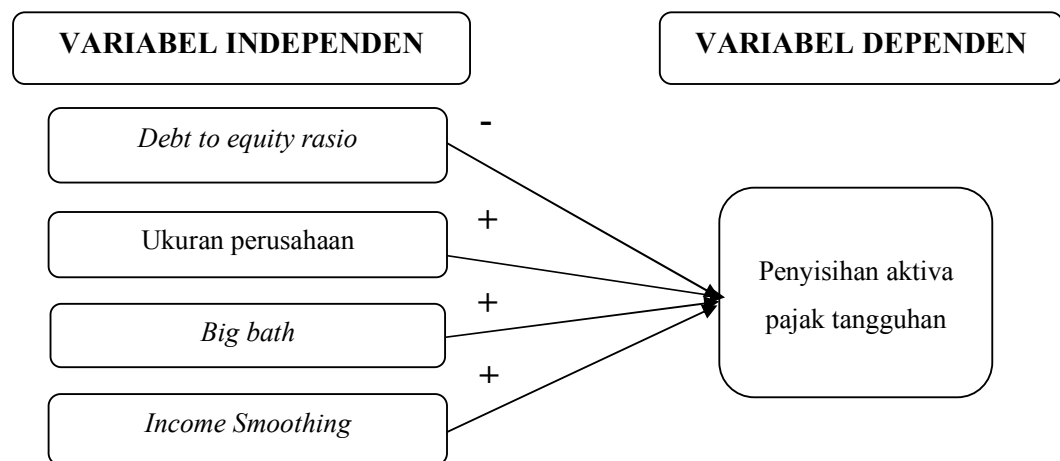 VARIABEL INDEPENDEN
VARIABEL DEPENDEN
Debt to equity rasio
-
Ukuran perusahaan
+
Big bath
+
Income Smoothing
+
Penyisihan aktiva
pajak tangguhan